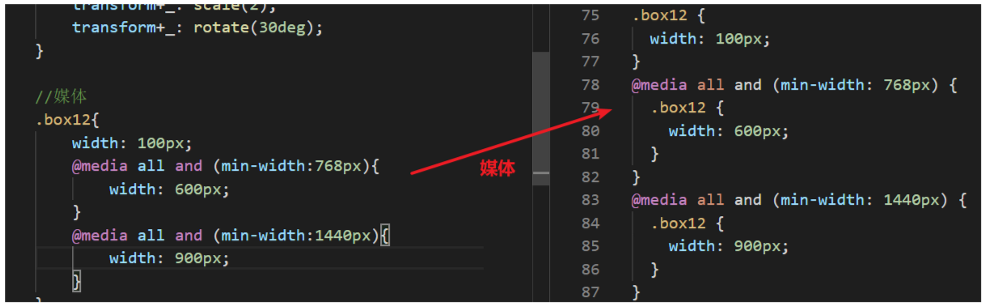 transform+_: scale(2);
transform+_: rotate(30deg);
}
//媒体
.box12{
width: 100px;
@media all and (min-width:768px){
width: 600px;
}
@media all and (min-width:1440px){
width: 900px;
}
媒体
75 .box12 {
76 width: 100px;
77 }
78 @media all and (min-width: 768px) {
79 .box12 {
80 width: 600px;
81 }
82 }
83 @media all and (min-width: 1440px) {
84 .box12 {
85 width: 900px;
86 }
87 }